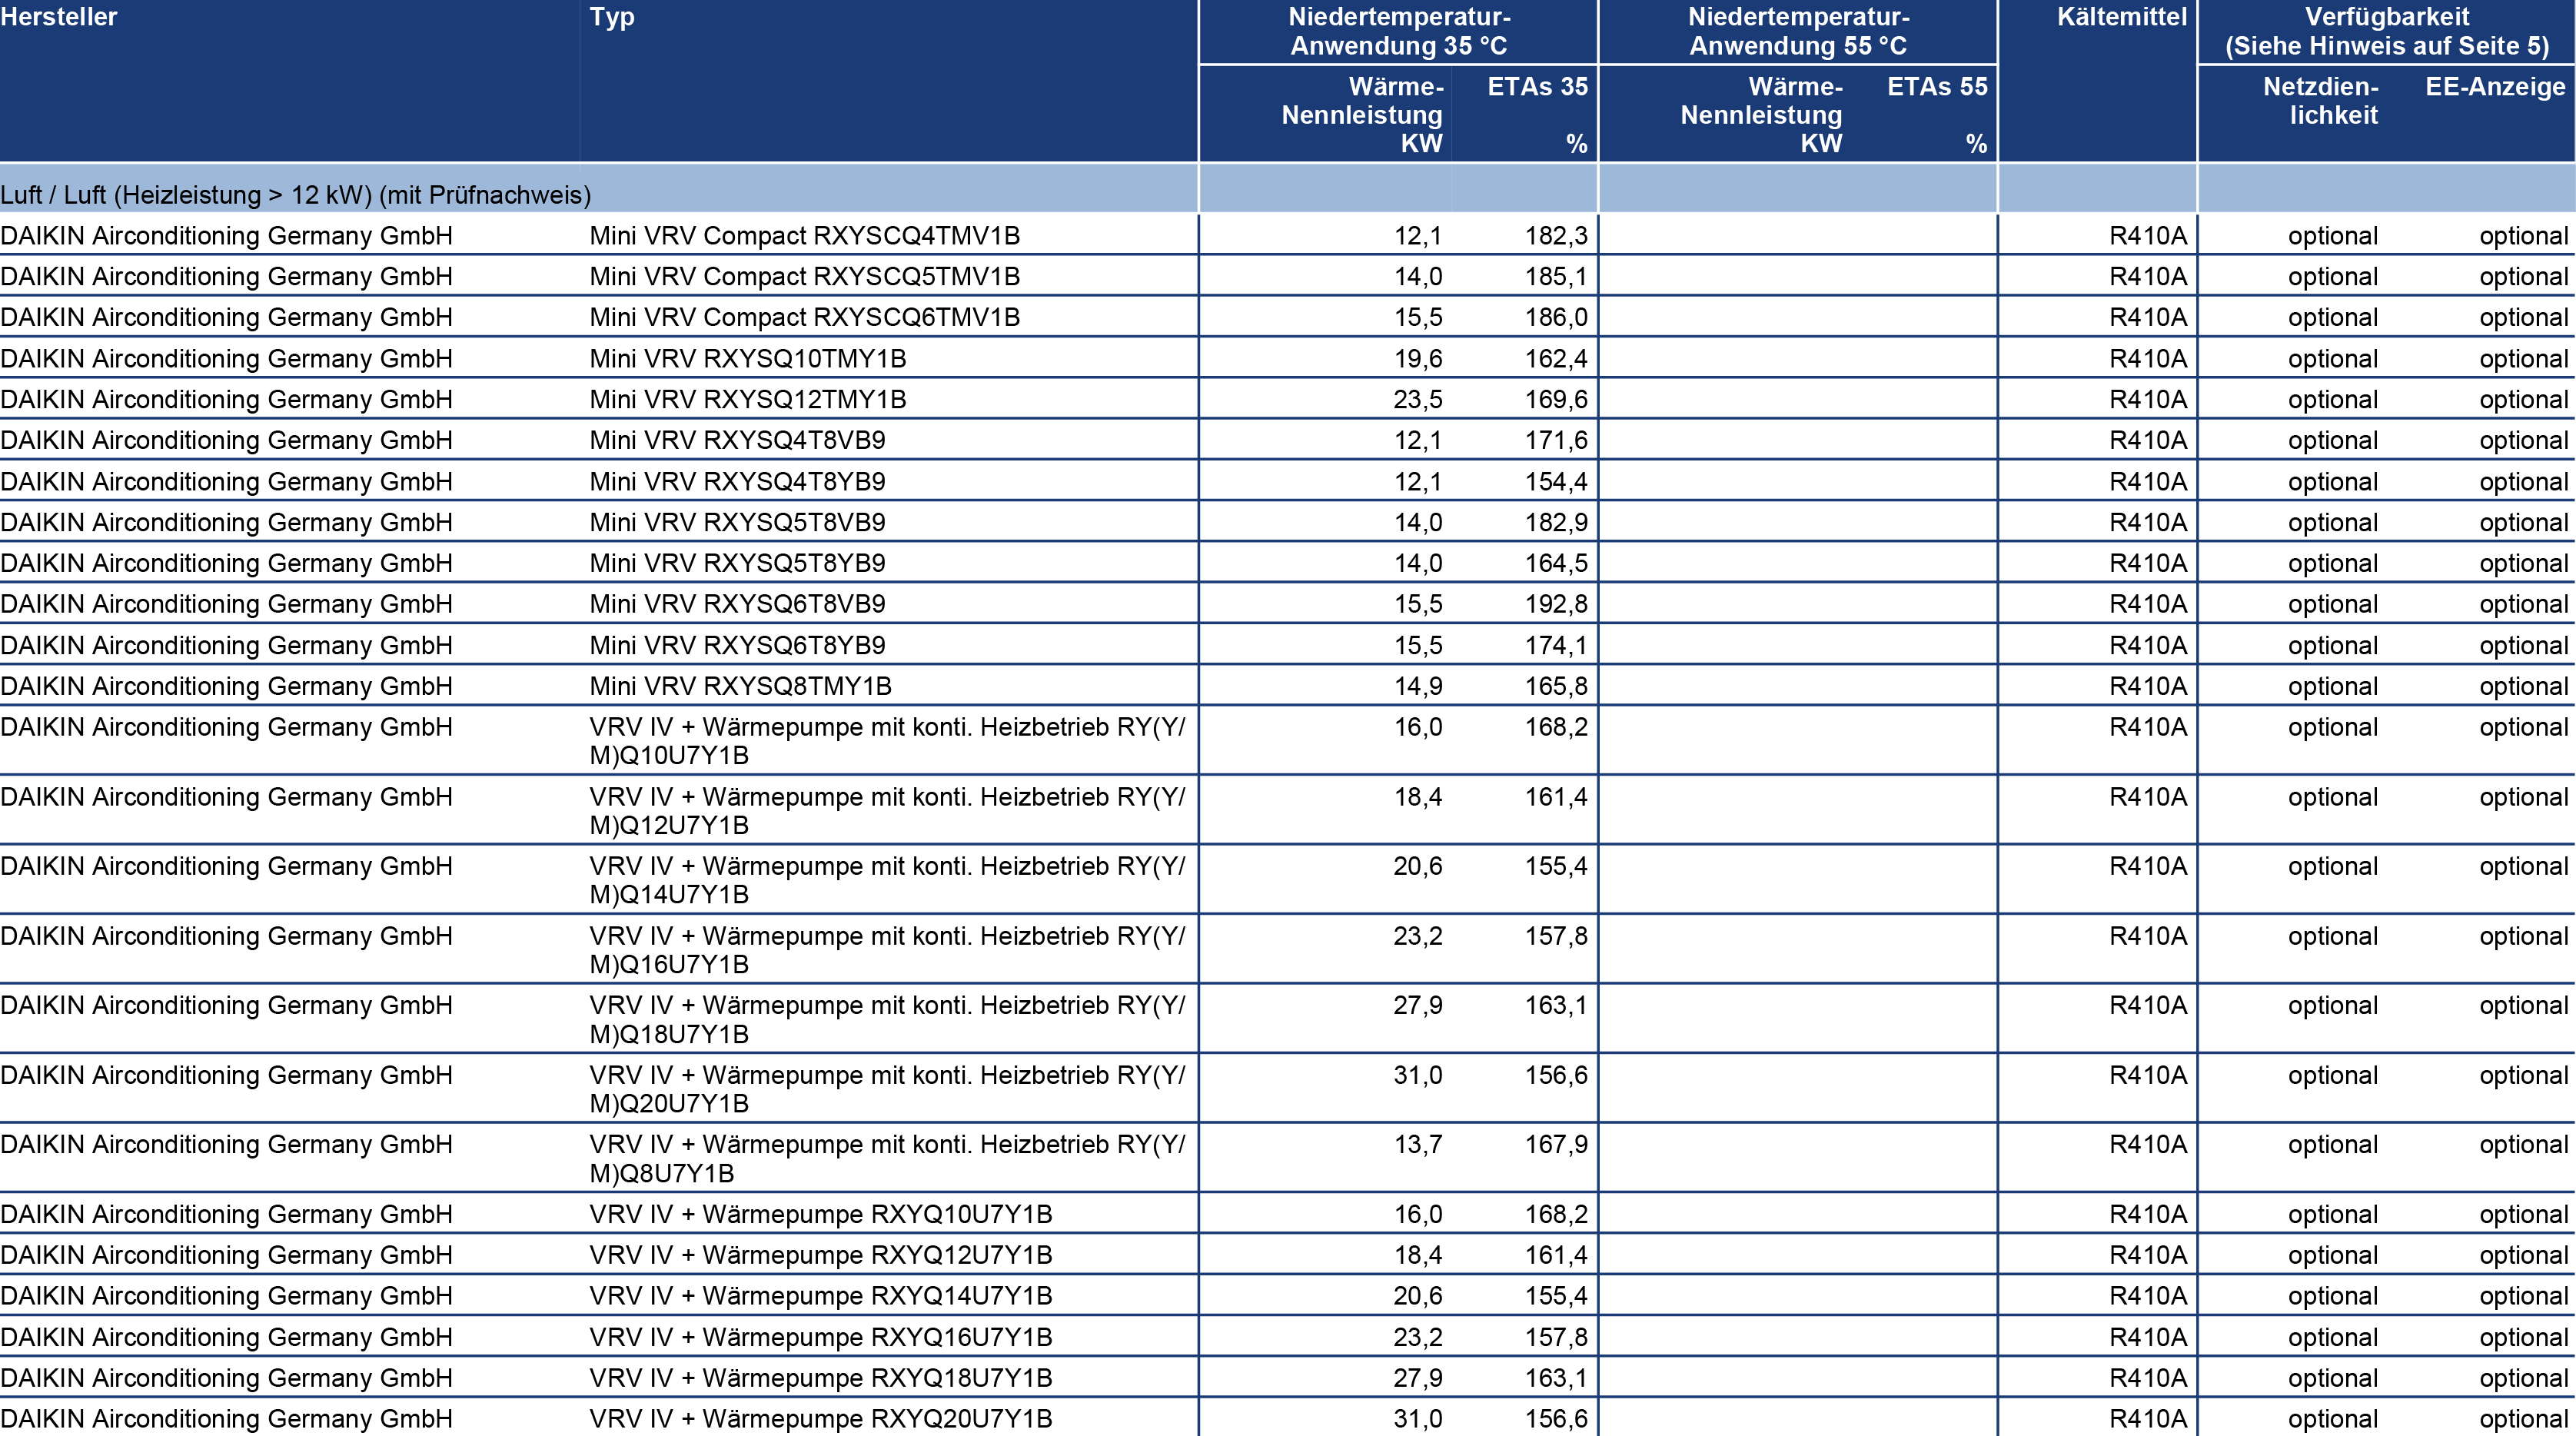 Hersteller Typ Niedertemperatur- Niedertemperatur- Kältemittel Verfügbarkeit
Anwendung 35 °C Anwendung 55 °C (Siehe Hinweis auf Seite 5)
Wärme- ETAs 35 Wärme- ETAs 55 Netzdien- EE-Anzeige
Nennleistung Nennleistung lichkeit
KW % KW %
Luft / Luft (Heizleistung > 12 kW) (mit Prüfnachweis)
DAIKIN Airconditioning Germany GmbH Mini VRV Compact RXYSCQ4TMV1B 12,1 182,3 R410A optional optional
DAIKIN Airconditioning Germany GmbH Mini VRV Compact RXYSCQ5TMV1B 14,0 185,1 R410A optional optional
DAIKIN Airconditioning Germany GmbH Mini VRV Compact RXYSCQ6TMV1B 15,5 186,0 R410A optional optional
DAIKIN Airconditioning Germany GmbH Mini VRV RXYSQ10TMY1B 19,6 162,4 R410A optional optional
DAIKIN Airconditioning Germany GmbH Mini VRV RXYSQ12TMY1B 23,5 169,6 R410A optional optional
DAIKIN Airconditioning Germany GmbH Mini VRV RXYSQ4T8VB9 12,1 171,6 R410A optional optional
DAIKIN Airconditioning Germany GmbH Mini VRV RXYSQ4T8YB9 12,1 154,4 R410A optional optional
DAIKIN Airconditioning Germany GmbH Mini VRV RXYSQ5T8VB9 14,0 182,9 R410A optional optional
DAIKIN Airconditioning Germany GmbH Mini VRV RXYSQ5T8YB9 14,0 164,5 R410A optional optional
DAIKIN Airconditioning Germany GmbH Mini VRV RXYSQ6T8VB9 15,5 192,8 R410A optional optional
DAIKIN Airconditioning Germany GmbH Mini VRV RXYSQ6T8YB9 15,5 174,1 R410A optional optional
DAIKIN Airconditioning Germany GmbH Mini VRV RXYSQ8TMY1B 14,9 165,8 R410A optional optional
DAIKIN Airconditioning Germany GmbH VRV IV + Wärmepumpe mit konti. Heizbetrieb RY(Y/ 16,0 168,2 R410A optional optional
M)Q10U7Y1B
DAIKIN Airconditioning Germany GmbH VRV IV + Wärmepumpe mit konti. Heizbetrieb RY(Y/ 18,4 161,4 R410A optional optional
M)Q12U7Y1B
DAIKIN Airconditioning Germany GmbH VRV IV + Wärmepumpe mit konti. Heizbetrieb RY(Y/ 20,6 155,4 R410A optional optional
M)Q14U7Y1B
DAIKIN Airconditioning Germany GmbH VRV IV + Wärmepumpe mit konti. Heizbetrieb RY(Y/ 23,2 157,8 R410A optional optional
M)Q16U7Y1B
DAIKIN Airconditioning Germany GmbH VRV IV + Wärmepumpe mit konti. Heizbetrieb RY(Y/ 27,9 163,1 R410A optional optional
M)Q18U7Y1B
DAIKIN Airconditioning Germany GmbH VRV IV + Wärmepumpe mit konti. Heizbetrieb RY(Y/ 31,0 156,6 R410A optional optional
M)Q20U7Y1B
DAIKIN Airconditioning Germany GmbH VRV IV + Wärmepumpe mit konti. Heizbetrieb RY(Y/ 13,7 167,9 R410A optional optional
M)Q8U7Y1B
DAIKIN Airconditioning Germany GmbH VRV IV + Wärmepumpe RXYQ10U7Y1B 16,0 168,2 R410A optional optional
DAIKIN Airconditioning Germany GmbH VRV IV + Wärmepumpe RXYQ12U7Y1B 18,4 161,4 R410A optional optional
DAIKIN Airconditioning Germany GmbH VRV IV + Wärmepumpe RXYQ14U7Y1B 20,6 155,4 R410A optional optional
DAIKIN Airconditioning Germany GmbH VRV IV + Wärmepumpe RXYQ16U7Y1B 23,2 157,8 R410A optional optional
DAIKIN Airconditioning Germany GmbH VRV IV + Wärmepumpe RXYQ18U7Y1B 27,9 163,1 R410A optional optional
DAIKIN Airconditioning Germany GmbH VRV IV + Wärmepumpe RXYQ20U7Y1B 31,0 156,6 R410A optional optional